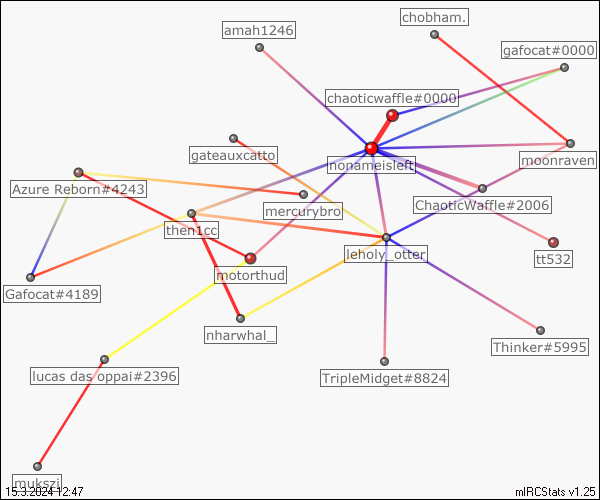 chobham.
amah1246
gafocat#0000
chaoticwaffle#0000
gateauxcatto
nonameisleft
moonraven
Azure Reborn#4243
mercurybro
ChaoticWaffle#2006
then1cc
leholy_otter
tt532
motorthud
Gafocat#4189
nharwhal_
Thinker#5995
lucas das oppai#2396
TripleMidget#8824
mukszi
15.3.2024 12:47
mIRCStats v1.25